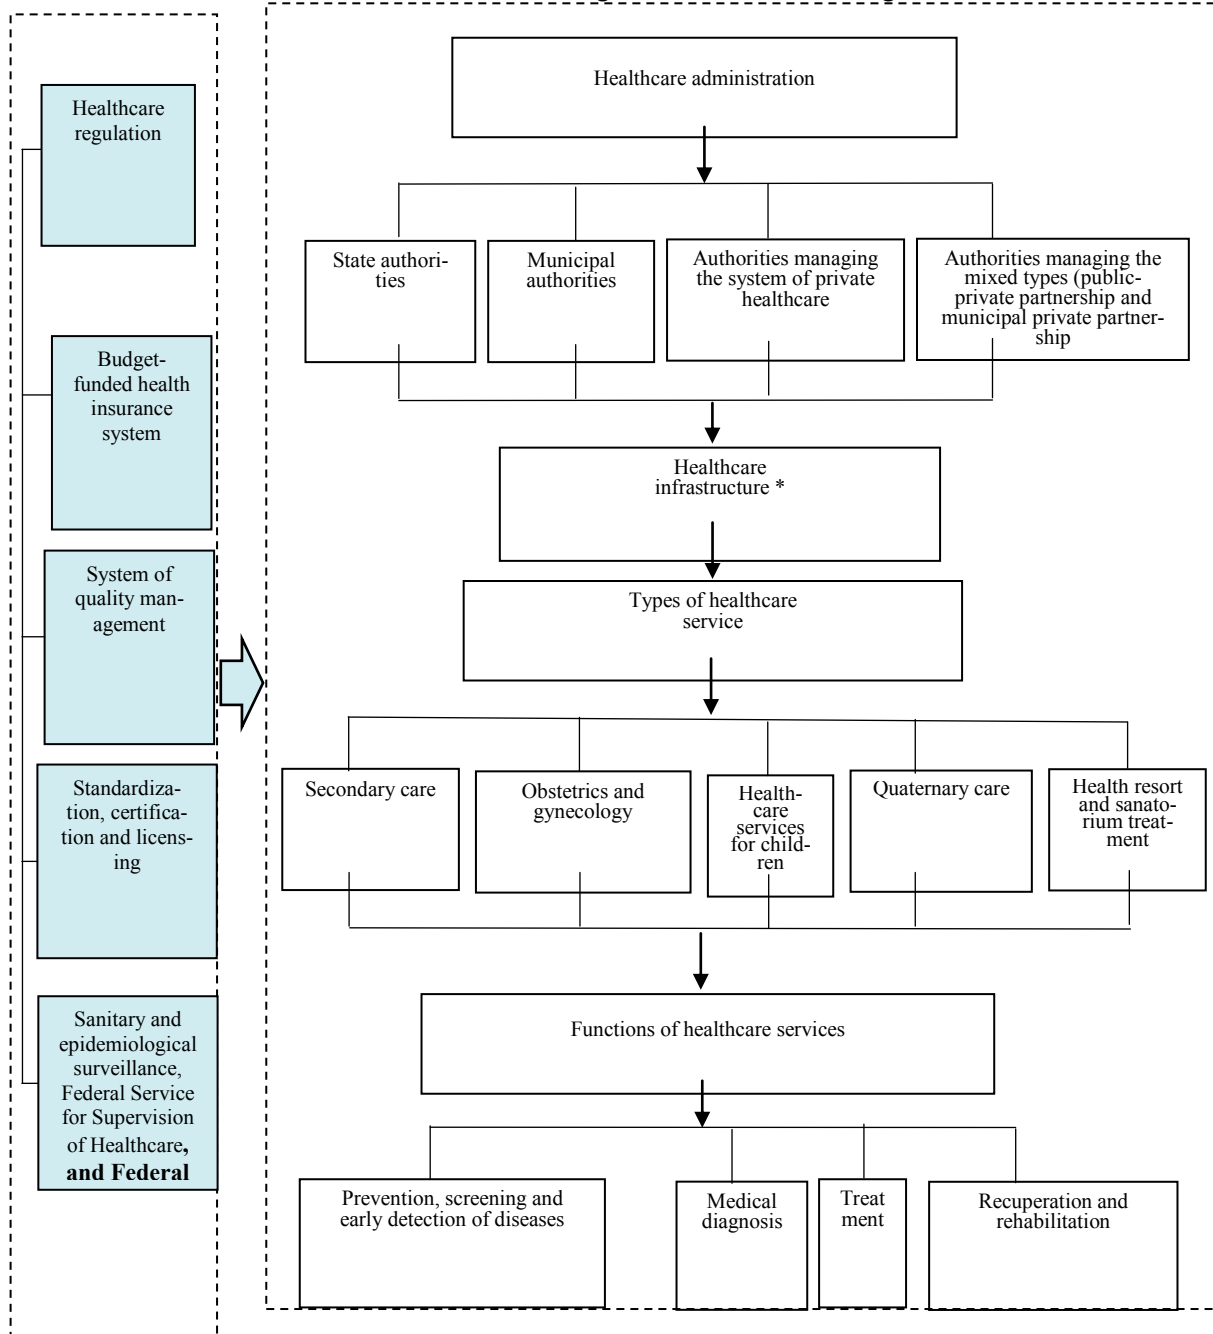 Healthcare
regulation
Budget-
funded health
insurance
system
System of
quality man-
agement
Standardiza-
tion, certifica-
tion and licens-
ing
Sanitary and
epidemiological
surveillance,
Federal Service
for Supervision
of Healthcare,
and Federal
Healthcare administration
State authori-
ties
Municipal
authorities
Authorities managing
the system of private
healthcare
Authorities managing the
mixed types (public-
private partnership and
municipal private partner-
ship
Healthcare
infrastructure *
Types of healthcare
service
Secondary care
Obstetrics and
gynecology
Health-
care
services
for child-
ren
Quaternary care
Health resort
and sanato-
rium treat-
ment
Functions of healthcare services
Prevention, screening and
early detection of diseases
Medical
diagnosis
Treat
ment
Recuperation and
rehabilitation